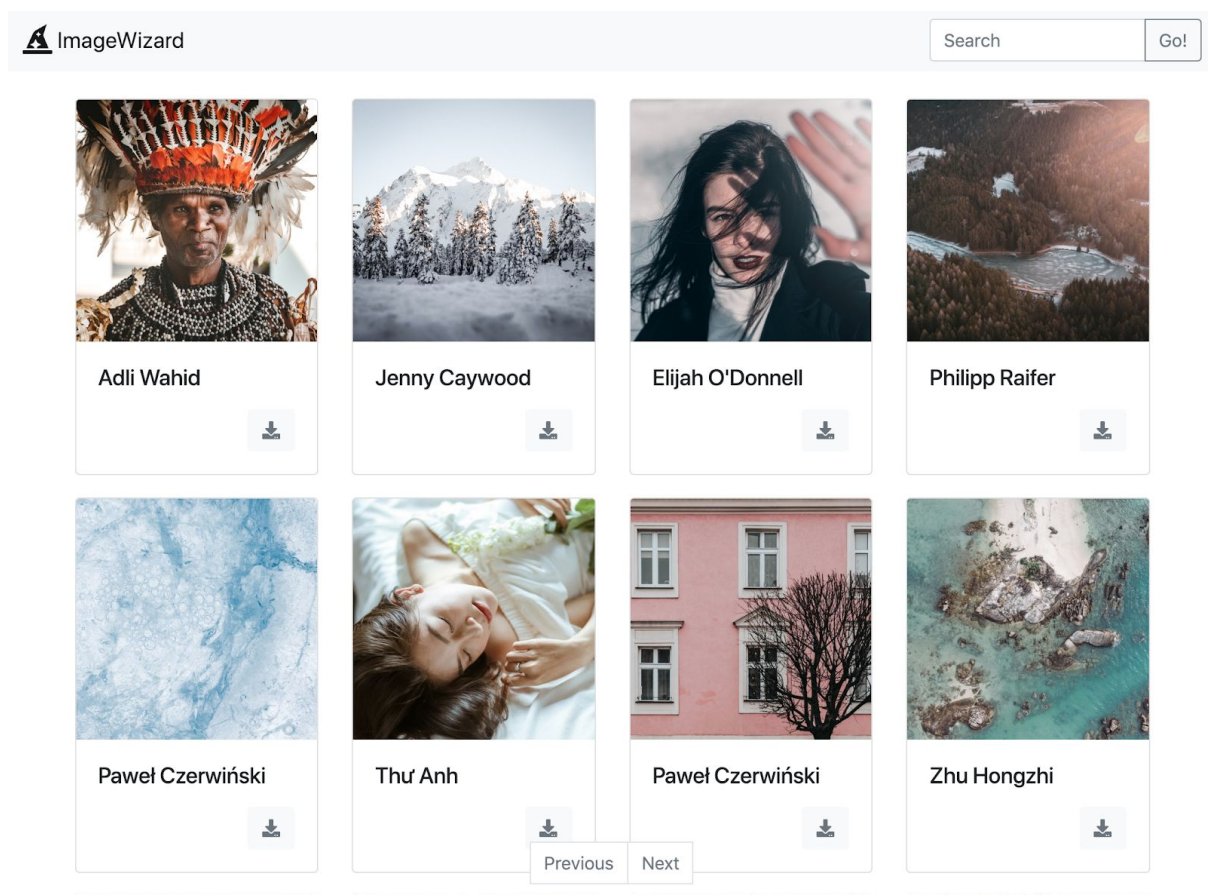 ImageWizard
Search Go!
Adli Wahid
Jenny Caywood
Elijah O'Donnell
Philipp Raifer
Paweł Czerwiński
Thư Anh
Paweł Czerwiński
Zhu Hongzhi
Previous Next